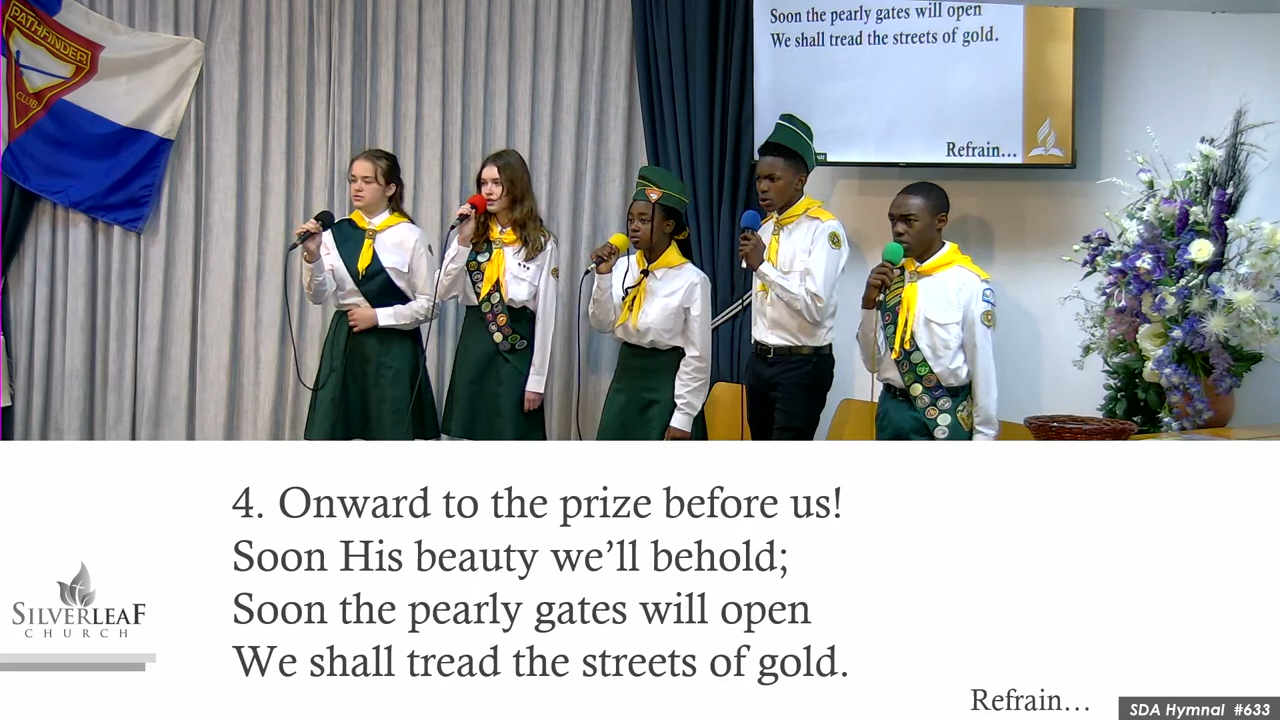 PATHFINDER
CLUB
Soon the pearly gates will open
We shall tread the streets of gold.
Refrain...
4. Onward to the prize before us!
Soon His beauty we’ll behold;
Soon the pearly gates will open
We shall tread the streets of gold.
Refrain…
SILVERLEAF
CHURCH
SDA Hymnal #633